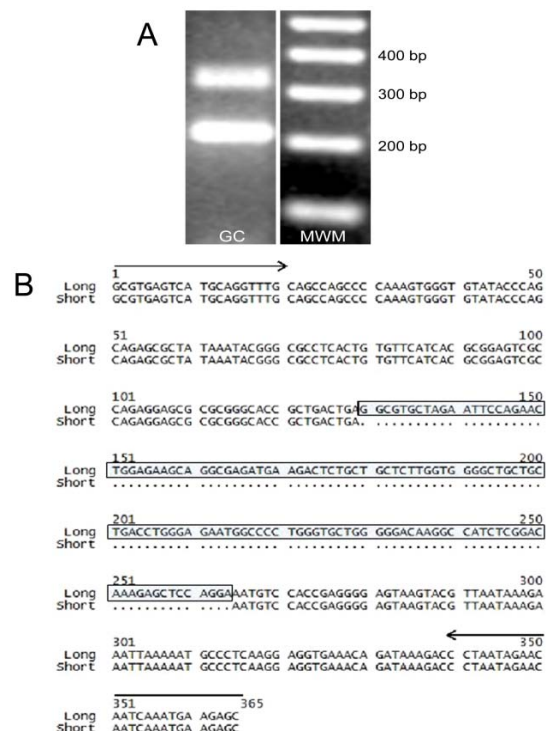 A
400 bp
300 bp
200 bp
GC MWM
B
1 50
Long GCGTGAGTCA TGCAGGTTTG CAGCCAGCCC CAAAGTGGGT GTATACCCAG
Short GCGTGAGTCA TGCAGGTTTG CAGCCAGCCC CAAAGTGGGT GTATACCCAG
51 100
Long CAGAGCGCTA TAAATACGGG CGCCTCACTG TGTTCATCAC GCGGAGTCGC
Short CAGAGCGCTA TAAATACGGG CGCCTCACTG TGTTCATCAC GCGGAGTCGC
101 150
Long CAGAGGAGCG CGCGGGCACC GCTGACTGAG GCGTGCTAGA ATTCCAGAAC
Short CAGAGGAGCG CGCGGGCACC GCTGACTGA. .......... ..........
151 200
Long TGGAGAAGCA GGCGAGATGA AGACTCTGCT GCTCTTGGTG GGGCTGCTGC
Short .......... .......... .......... .......... ..........
201 250
Long TGACCTGGGA GAATGGCCCC TGGGTGCTGG GGGACAAGGC CATCTCGGAC
Short .......... .......... .......... .......... ..........
251 300
Long AAAGAGCTCC AGGAAATGTC CACCGAGGGG AGTAAGTACG TTAATAAAGA
Short .......... ....AATGTC CACCGAGGGG AGTAAGTACG TTAATAAAGA
301 350
Long AATTAAAAAT GCCCTCAAGG AGGTGAAACA GATAAAGACC CTAATAGAAC
Short AATTAAAAAT GCCCTCAAGG AGGTGAAACA GATAAAGACC CTAATAGAAC
351 365
Long AATCAAATGA AGAGC
Short AATCAAATGA AGAGC